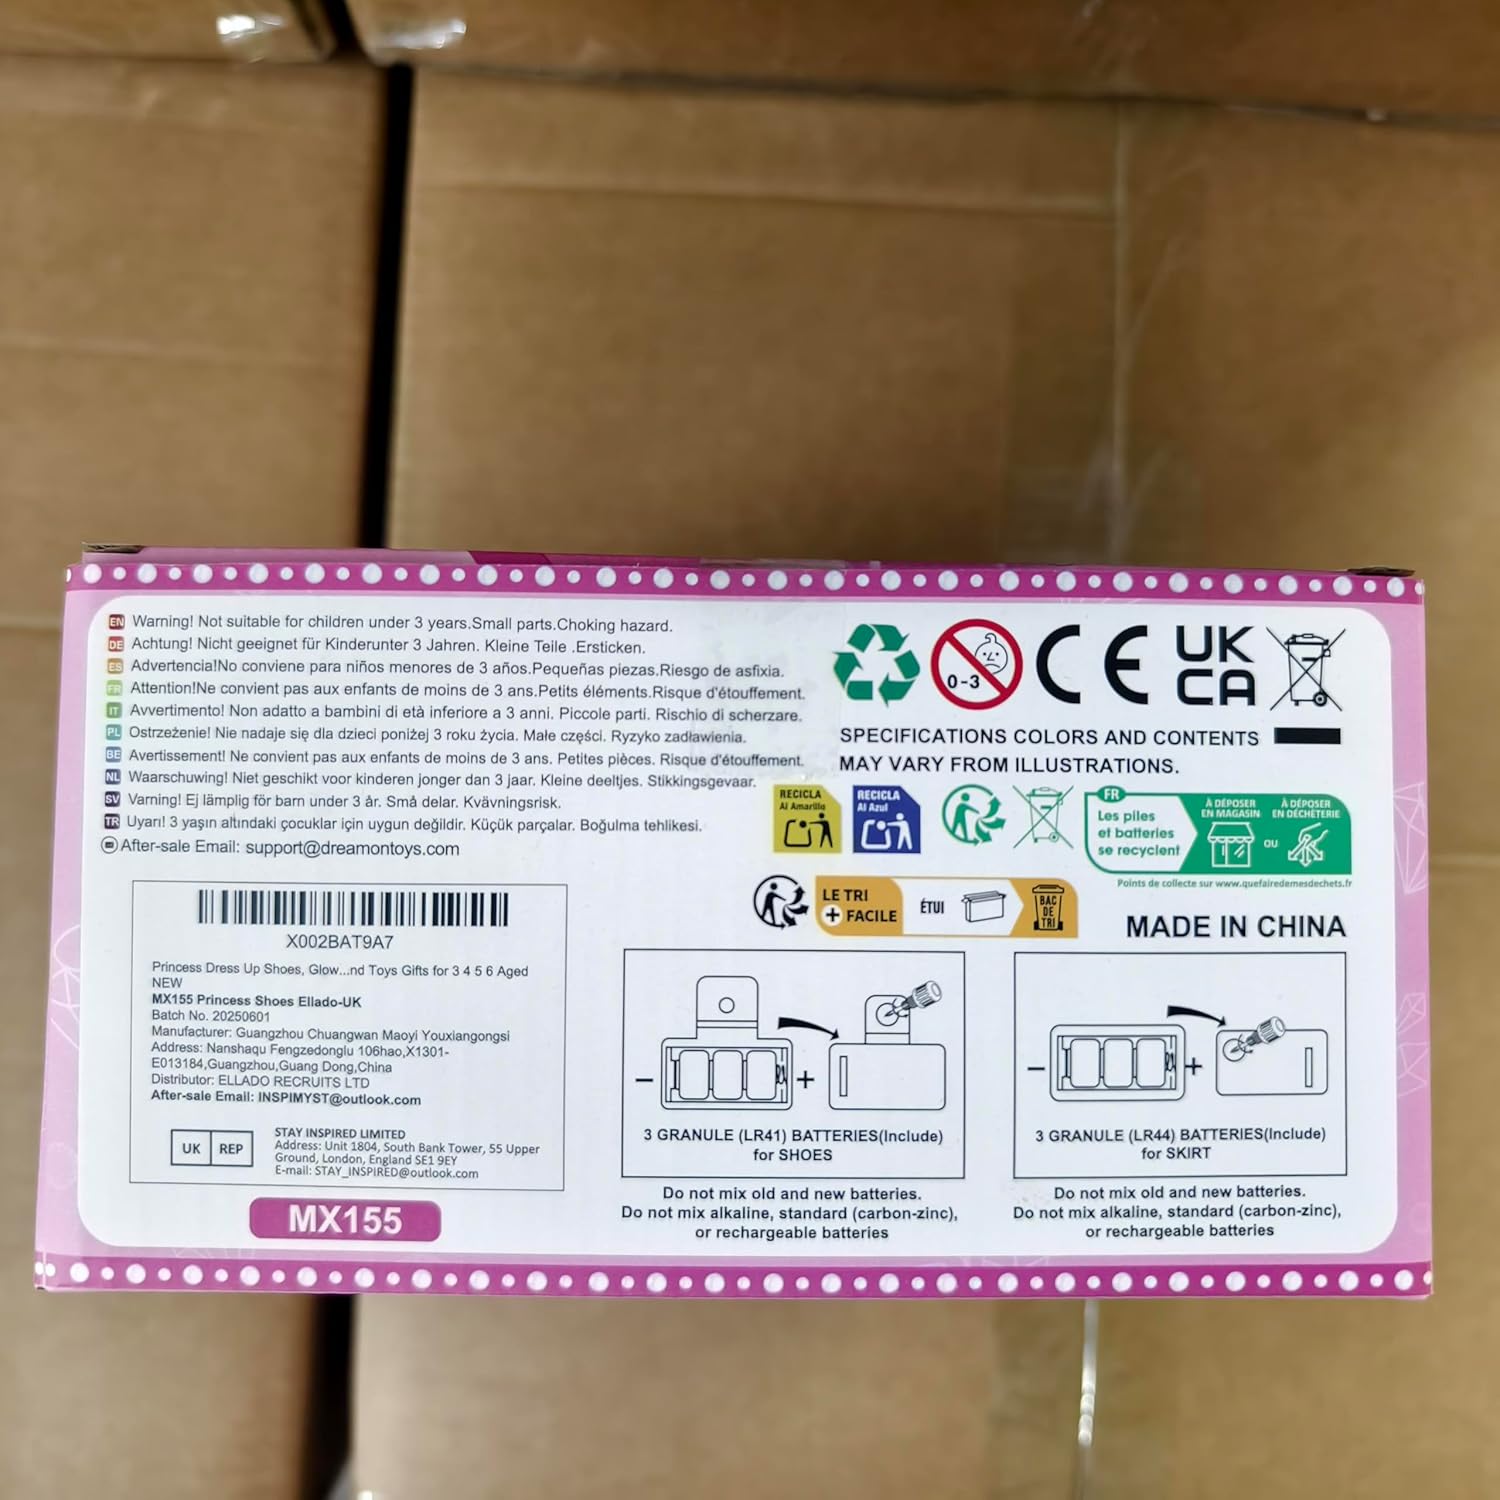 EN Warning! Not suitable for children under 3 years.Small parts.Choking hazard.
DE Achtung! Nicht geeignet für Kinderunter 3 Jahren. Kleine Teile .Ersticken.
ES Advertencia!No conviene para niños menores de 3 años.Pequeñas piezas.Riesgo de asfixia.
FR Attention!Ne convient pas aux enfants de moins de 3 ans.Petits éléments.Risque d'étouffement.
IT Avvertimento! Non adatto a bambini di età inferiore a 3 anni. Piccole parti. Rischio di scherzare.
PL Ostrzeżenie! Nie nadaje się dla dzieci poniżej 3 roku życia. Małe części. Ryzyko zadławienia.
BE Avertissement! Ne convient pas aux enfants de moins de 3 ans. Petites pièces. Risque d'étouffement.
NL Waarschuwing! Niet geschikt voor kinderen jonger dan 3 jaar. Kleine deeltjes. Stikkingsgevaar.
SV Varning! Ej lämplig för barn under 3 år. Små delar. Kvävningsrisk.
TR Uyarı! 3 yaşın altındaki çocuklar için uygun değildir. Küçük parçalar. Boğulma tehlikesi.
After-sale Email: support@dreamontoys.com
0-3
CE
UK
CA
SPECIFICATIONS COLORS AND CONTENTS
MAY VARY FROM ILLUSTRATIONS.
RECICLA
Al Amarillo
RECICLA
Al Azul
FR
Les piles
et batteries
se recyclent
À DÉPOSER
EN MAGASIN
OU
À DÉPOSER
EN DÉCHÈTERIE
Points de collecte sur www.quefairedemesdechets.fr
LE TRI
+ FACILE
ÉTUI
BAC
DE
TRI
MADE IN CHINA
X002BAT9A7
Princess Dress Up Shoes, Glow...nd Toys Gifts for 3 4 5 6 Aged
NEW
MX155 Princess Shoes Ellado-UK
Batch No. 20250601
Manufacturer: Guangzhou Chuangwan Maoyi Youxiangongsi
Address: Nanshaqu Fengzedonglu 106hao,X1301-
E013184,Guangzhou,Guang Dong,China
Distributor: ELLADO RECRUITS LTD
After-sale Email: INSPIMYST@outlook.com
UK REP
STAY INSPIRED LIMITED
Address: Unit 1804, South Bank Tower, 55 Upper
Ground, London, England SE1 9EY
E-mail: STAY_INSPIRED@outlook.com
MX155
− +
3 GRANULE (LR41) BATTERIES(Include)
for SHOES
Do not mix old and new batteries.
Do not mix alkaline, standard (carbon-zinc),
or rechargeable batteries
− +
3 GRANULE (LR44) BATTERIES(Include)
for SKIRT
Do not mix old and new batteries.
Do not mix alkaline, standard (carbon-zinc),
or rechargeable batteries